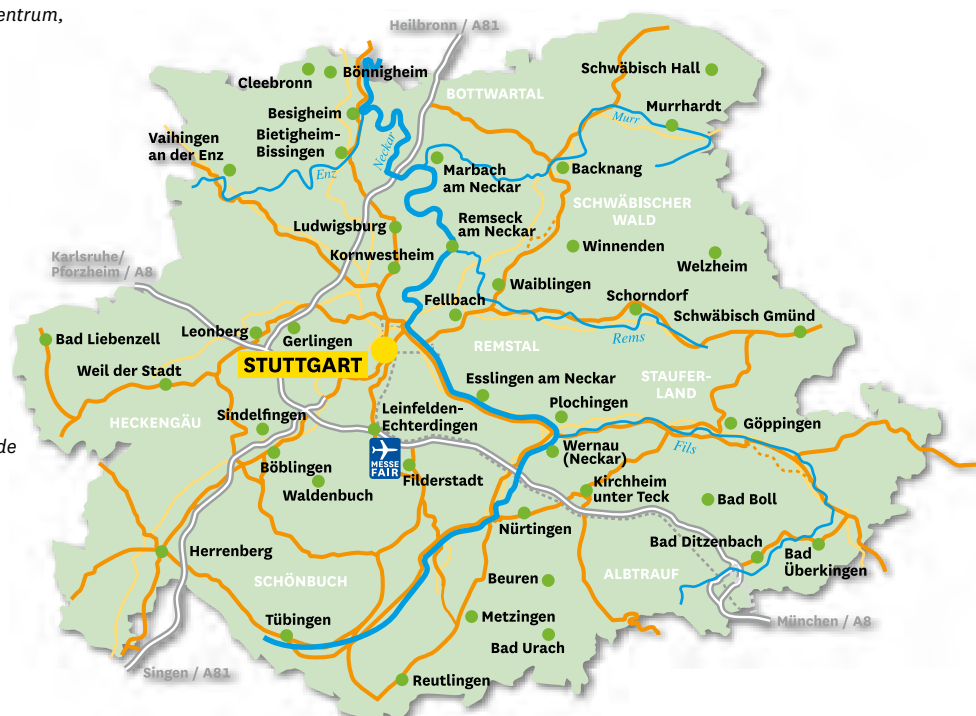 entrum,
Heilbronn / A81
Cleebronn
Bönnigheim
Schwäbisch Hall
BOTTWARTAL
Besigheim
Murrhardt
Murr
Vaihingen
an der Enz
Bietigheim-
Bissingen
Neckar
Enz
Marbach
am Neckar
Backnang
SCHWÄBISCHER
WALD
Ludwigsburg
Remseck
am Neckar
Kornwestheim
Winnenden
Welzheim
Karlsruhe/
Pforzheim / A8
Waiblingen
Fellbach
Schorndorf
Schwäbisch Gmünd
Leonberg
Gerlingen
Rems
Bad Liebenzell
STUTTGART
REMSTAL
Weil der Stadt
Esslingen am Neckar
STAUFER-
LAND
HECKENGÄU
Sindelfingen
Leinfelden-
Echterdingen
Plochingen
Göppingen
de
MESSE
FAIR
Wernau
(Neckar)
Fils
Böblingen
Filderstadt
Waldenbuch
Kirchheim
unter Teck
Bad Boll
Nürtingen
Herrenberg
Bad Ditzenbach
Bad
Überkingen
SCHÖNBUCH
Beuren
ALBTRAUF
Tübingen
Metzingen
Bad Urach
München / A8
Singen / A81
Reutlingen